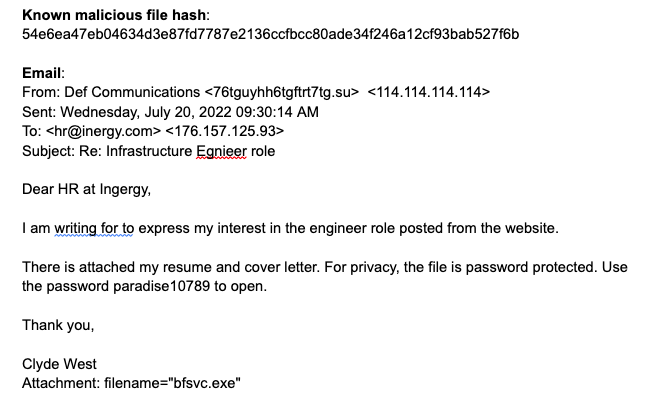 Known malicious file hash:
54e6ea47eb04634d3e87fd7787e2136ccfbcc80ade34f246a12cf93bab527f6b
Email:
From: Def Communications <76tguyhh6tgftrt7tg.su> <114.114.114.114>
Sent: Wednesday, July 20, 2022 09:30:14 AM
To: <hr@inergy.com> <176.157.125.93>
Subject: Re: Infrastructure Egnieer role
Dear HR at Ingergy,
I am writing for to express my interest in the engineer role posted from the website.
There is attached my resume and cover letter. For privacy, the file is password protected. Use
the password paradise10789 to open.
Thank you,
Clyde West
Attachment: filename="bfsvc.exe"